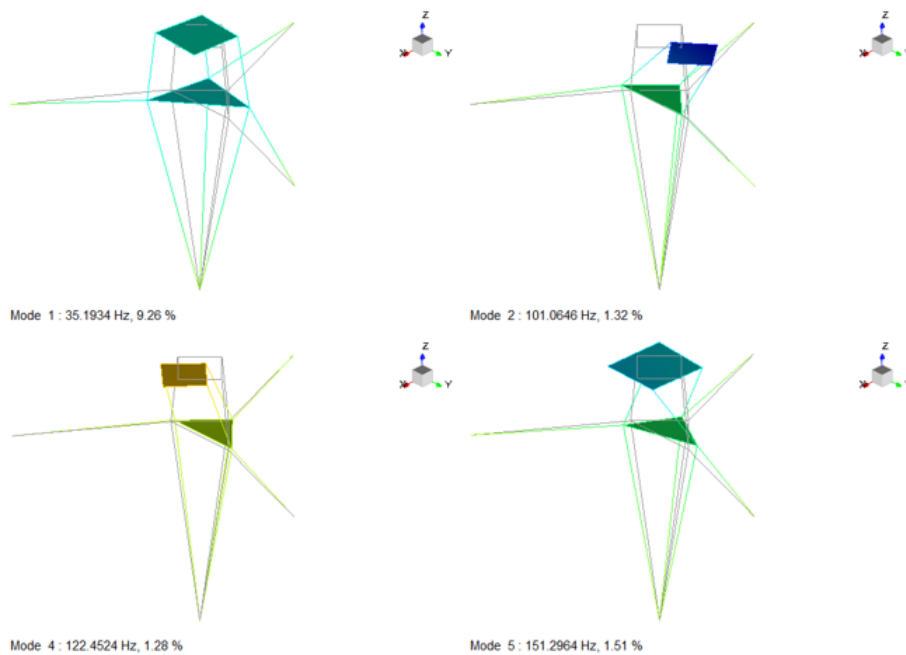 Z
X
Y
Z
X
Mode 1 : 35.1934 Hz, 9.26 %
Mode 2 : 101.0646 Hz, 1.32 %
Z
X
Y
Z
X
Mode 4 : 122.4524 Hz, 1.28 %
Mode 5 : 151.2964 Hz, 1.51 %